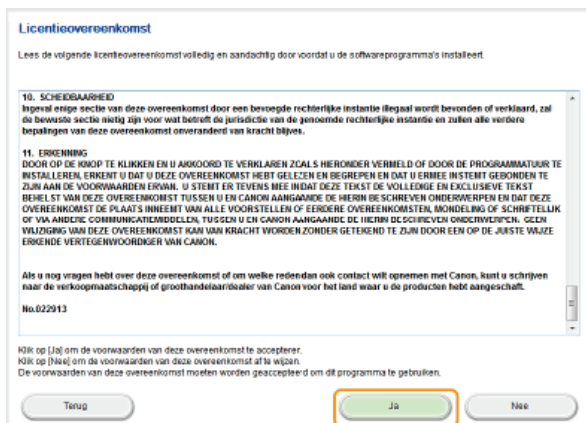 Licentieovereenkomst
Lees de volgende licentieovereenkomst volledig en aandachtig door voordat u de softwareprogramma's installeert.
10. SCHEIDBAARHEID
Ingeval enige sectie van deze overeenkomst door een bevoegde rechterlijke instantie illegaal wordt bevonden of verklaard, zal
de bewuste sectie nietig zijn voor wat betreft de jurisdictie van de genoemde rechterlijke instantie en zullen alle verdere
bepalingen van deze overeenkomst onveranderd van kracht blijven.
11. ERKENNING
DOOR OP DE KNOP TE KLIKKEN EN U AKKOORD TE VERKLAREN ZOALS HIERONDER VERMELD OF DOOR DE PROGRAMMATUUR TE
INSTALLEREN, ERKENT U DAT U DEZE OVEREENKOMST HEBT GELEZEN EN BEGREPEN EN DAT U ERMEE INSTEMT GEBONDEN TE
ZIJN AAN DE VOORWAARDEN ERVAN. U STEMT ER TEVENS MEE IN DAT DEZE TEKST DE VOLLEDIGE EN EXCLUSIEVE TEKST
BEHELST VAN DEZE OVEREENKOMST TUSSEN U EN CANON AANGAANDE DE HIERIN BESCHREVEN ONDERWERPEN EN DAT DEZE
OVEREENKOMST DE PLAATS INNEEMT VAN ALLE VOORSTELLEN OF EERDERE OVEREENKOMSTEN, MONDELING OF SCHRIFTELIJK
OF VIA ANDERE COMMUNICATIEMIDDELEN, TUSSEN U EN CANON AANGAANDE DE HIERIN BESCHREVEN ONDERWERPEN. GEEN
WIJZIGING VAN DEZE OVEREENKOMST KAN VAN KRACHT WORDEN ZONDER GETEKEND TE ZIJN DOOR EEN OP DE JUISTE WIJZE
ERKENDE VERTEGENWOORDIGER VAN CANON.
Als u nog vragen hebt over deze overeenkomst of om welke reden dan ook contact wilt opnemen met Canon, kunt u schrijven
naar de verkoopmaatschappij of groothandelaar/dealer van Canon voor het land waar u de producten hebt aangeschaft.
No.022913
Klik op [Ja] om de voorwaarden van deze overeenkomst te accepteren.
Klik op [Nee] om de voorwaarden van deze overeenkomst af te wijzen.
De voorwaarden van deze overeenkomst moeten worden geaccepteerd om dit programma te gebruiken.
Terug
Ja
Nee